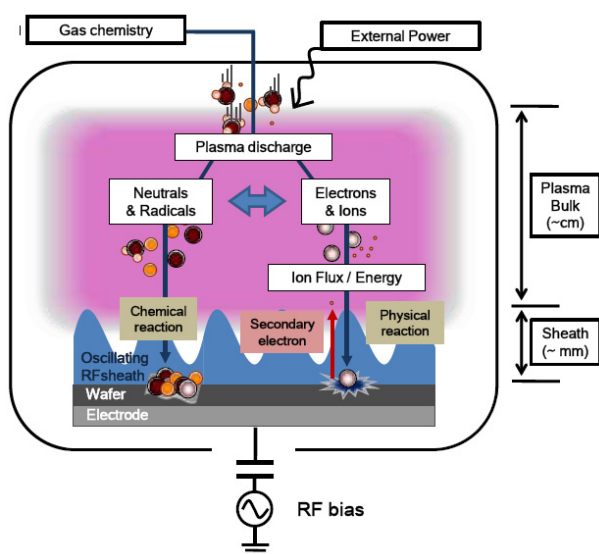 Gas chemistry
External Power
Plasma discharge
Neutrals
& Radicals
Electrons
& Ions
Plasma
Bulk
(~cm)
Ion Flux / Energy
Chemical
reaction
Secondary
electron
Physical
reaction
Sheath
(~ mm)
Oscillating
RFsheath
Wafer
Electrode
RF bias